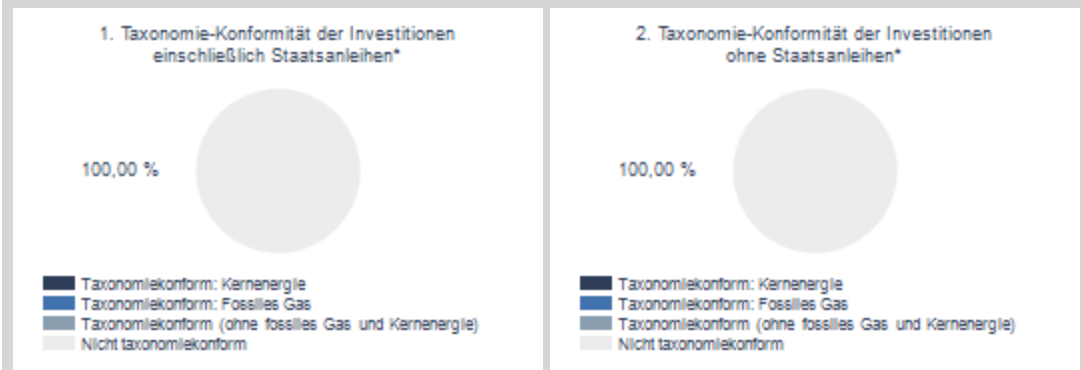 1. Taxonomie-Konformität der Investitionen
einschließlich Staatsanleihen*
100,00 %
Taxonomiekonform: Kernenergie
Taxonomiekonform: Fossiles Gas
Taxonomiekonform (ohne fossiles Gas und Kernenergie)
Nicht taxonomiekonform
2. Taxonomie-Konformität der Investitionen
ohne Staatsanleihen*
100,00 %
Taxonomiekonform: Kernenergie
Taxonomiekonform: Fossiles Gas
Taxonomiekonform (ohne fossiles Gas und Kernenergie)
Nicht taxonomiekonform